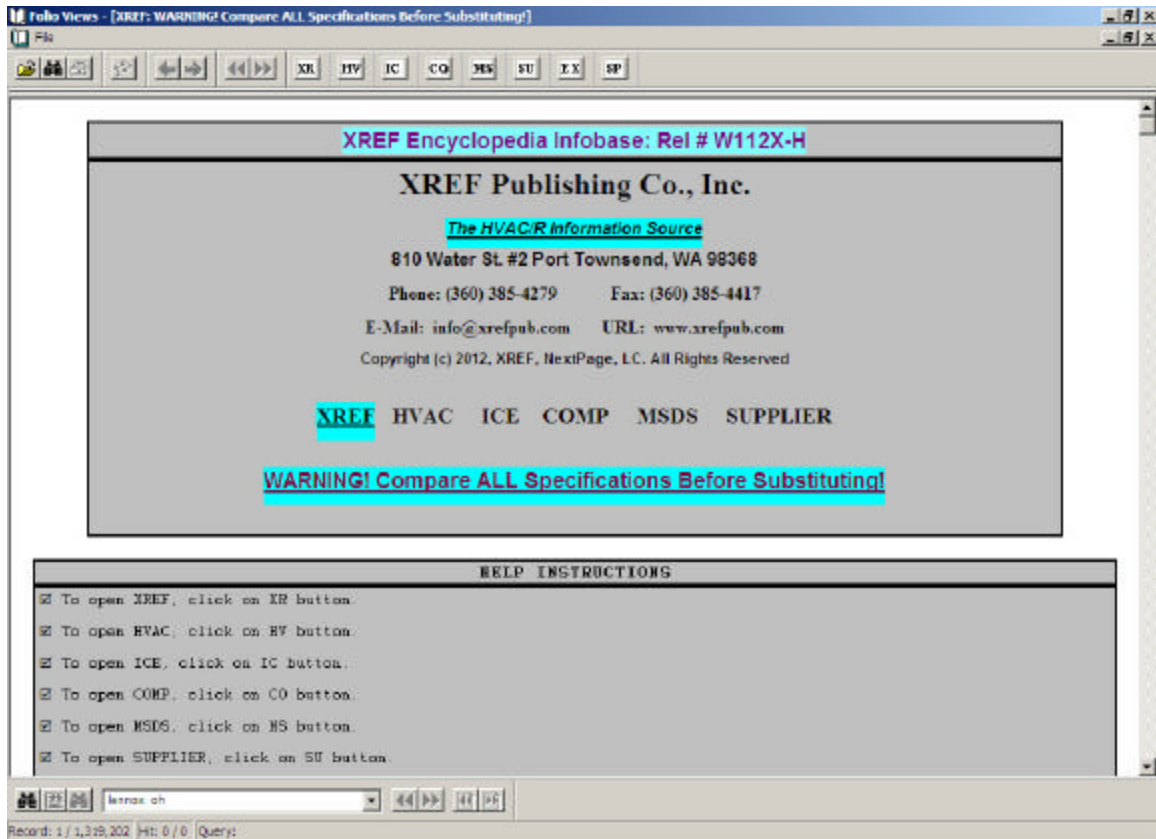 Folio Views - [XREF: WARNING! Compare ALL Specifications Before Substituting!]
File
XR HV IC CO MS SU EX SP
XREF Encyclopedia Infobase: Rel # W112X-H
XREF Publishing Co., Inc.
The HVAC/R Information Source
810 Water St. #2 Port Townsend, WA 98368
Phone: (360) 385-4279 Fax: (360) 385-4417
E-Mail: info@xrefpub.com URL: www.xrefpub.com
Copyright (c) 2012, XREF, NextPage, LC. All Rights Reserved
XREF HVAC ICE COMP MSDS SUPPLIER
WARNING! Compare ALL Specifications Before Substituting!
HELP INSTRUCTIONS
To open XREF, click on XR button.
To open HVAC, click on HV button.
To open ICE, click on IC button.
To open COMP, click on CO button.
To open MSDS, click on MS button.
To open SUPPLIER, click on SU button.
lennox oh
Record: 1 / 1,319,202 Hit: 0 / 0 Query: